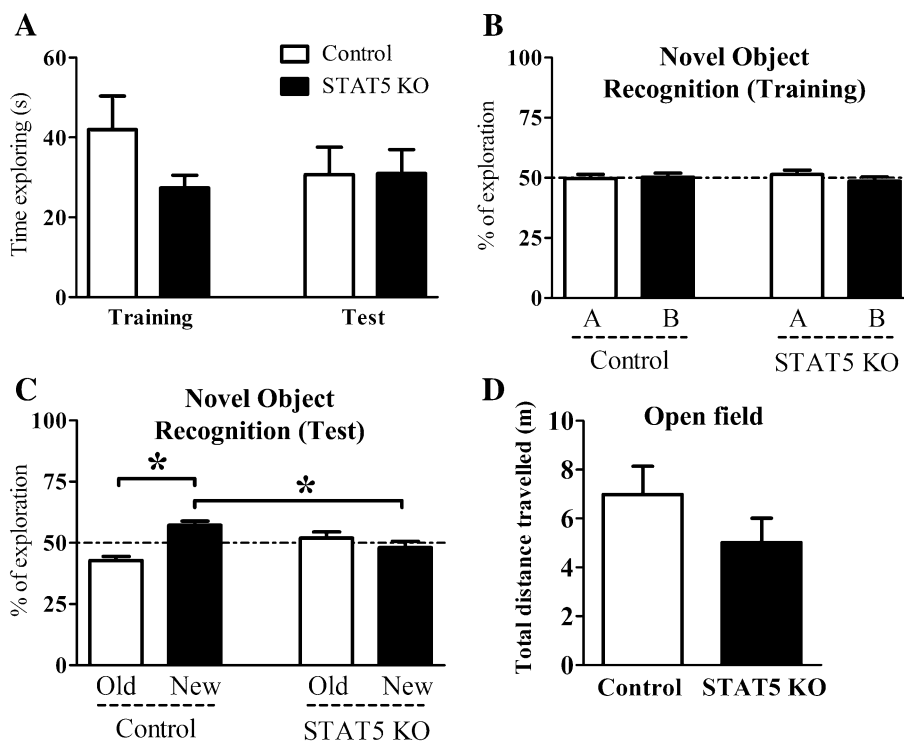 A
60
40
20
0
Time exploring (s)
Control
STAT5 KO
Training Test
B
Novel Object
Recognition (Training)
100
75
50
25
0
% of exploration
A B A B
Control STAT5 KO
C
Novel Object
Recognition (Test)
100
75
50
25
0
% of exploration
*
*
Old New Old New
Control STAT5 KO
D
Open field
10
8
6
4
2
0
Total distance travelled (m)
Control STAT5 KO